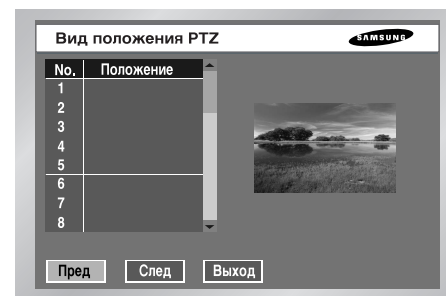 Вид положения PTZ
SAMSUNG
No. Положение
1
2
3
4
5
6
7
8
Пред След Выход